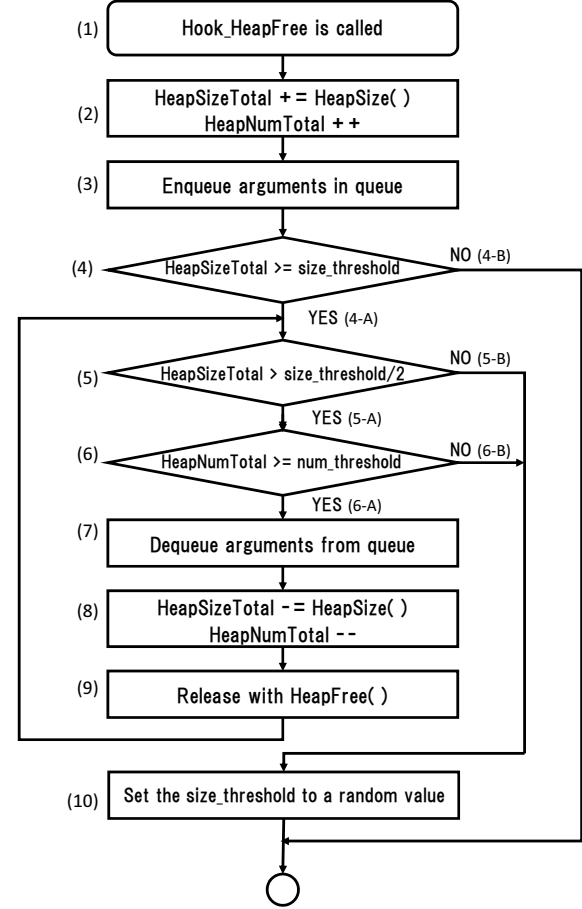 (1)
Hook_HeapFree is called
(2)
HeapSizeTotal += HeapSize( )
HeapNumTotal ++
(3)
Enqueue arguments in queue
(4)
HeapSizeTotal >= size_threshold
NO (4-B)
YES (4-A)
(5)
HeapSizeTotal > size_threshold/2
NO (5-B)
YES (5-A)
(6)
HeapNumTotal >= num_threshold
NO (6-B)
YES (6-A)
(7)
Dequeue arguments from queue
(8)
HeapSizeTotal -= HeapSize( )
HeapNumTotal --
(9)
Release with HeapFree( )
(10)
Set the size_threshold to a random value